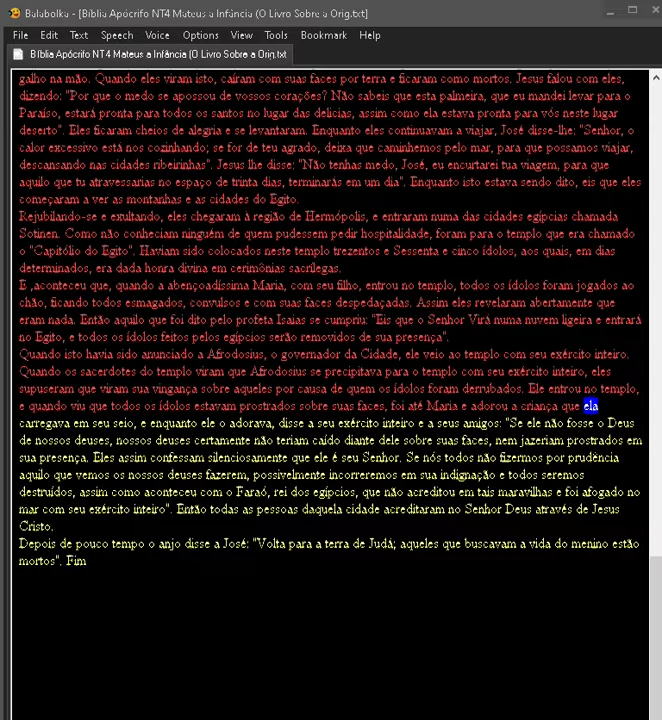 Balabolka - [Bíblia Apócrifo NT4 Mateus a Infância (O Livro Sobre a Orig.txt]
File Edit Text Speech Voice Options View Tools Bookmark Help
Bíblia Apócrifo NT4 Mateus a Infância (O Livro Sobre a Orig.txt
galho na mão. Quando eles viram isto, caíram com suas faces por terra e ficaram como mortos. Jesus falou com eles,
dizendo: "Por que o medo se apossou de vossos corações? Não sabeis que esta palmeira, que eu mandei levar para o
Paraíso, estará pronta para todos os santos no lugar das delícias, assim como ela estava pronta para vós neste lugar
deserto". Eles ficaram cheios de alegria e se levantaram. Enquanto eles continuavam a viajar, José disse-lhe: "Senhor, o
calor excessivo está nos cozinhando; se for de teu agrado, deixa que caminhemos pelo mar, para que possamos viajar,
descansando nas cidades ribeirinhas". Jesus lhe disse: "Não tenhas medo, José, eu encurtarei tua viagem, para que
aquilo que tu atravessarias no espaço de trinta dias, terminarás em um dia". Enquanto isto estava sendo dito, eis que eles
começaram a ver as montanhas e as cidades do Egito.
Rejubilando-se e exultando, eles chegaram à região de Hermópolis, e entraram numa das cidades egípcias chamada
Sotinen. Como não conheciam ninguém de quem pudessem pedir hospitalidade, foram para o templo que era chamado
o "Capitólio do Egito". Haviam sido colocados neste templo trezentos e Sessenta e cinco ídolos, aos quais, em dias
determinados, era dada honra divina em cerimônias sacrílegas.
E ,aconteceu que, quando a abençoadíssima Maria, com seu filho, entrou no templo, todos os ídolos foram jogados ao
chão, ficando todos esmagados, convulsos e com suas faces despedaçadas. Assim eles revelaram abertamente que
eram nada. Então aquilo que foi dito pelo profeta Isaias se cumpriu: "Eis que o Senhor Virá numa nuvem ligeira e entrará
no Egito, e todos os ídolos feitos pelos egípcios serão removidos de sua presença".
Quando isto havia sido anunciado a Afrodosius, o governador da Cidade, ele veio ao templo com seu exército inteiro.
Quando os sacerdotes do templo viram que Afrodosius se precipitava para o templo com seu exército inteiro, eles
supuseram que viram sua vingança sobre aqueles por causa de quem os ídolos foram derrubados. Ele entrou no templo,
e quando viu que todos os ídolos estavam prostrados sobre suas faces, foi até Maria e adorou a criança que ela
carregava em seu seio, e enquanto ele o adorava, disse a seu exército inteiro e a seus amigos: "Se ele não fosse o Deus
de nossos deuses, nossos deuses certamente não teriam caído diante dele sobre suas faces, nem jazeriam prostrados em
sua presença. Eles assim confessam silenciosamente que ele é seu Senhor. Se nós todos não fizermos por prudência
aquilo que vemos os nossos deuses fazerem, possivelmente incorreremos em sua indignação e todos seremos
destruídos, assim como aconteceu com o Faraó, rei dos egípcios, que não acreditou em tais maravilhas e foi afogado no
mar com seu exército inteiro". Então todas as pessoas daquela cidade acreditaram no Senhor Deus através de Jesus
Cristo.
Depois de pouco tempo o anjo disse a José: "Volta para a terra de Judá; aqueles que buscavam a vida do menino estão
mortos". Fim